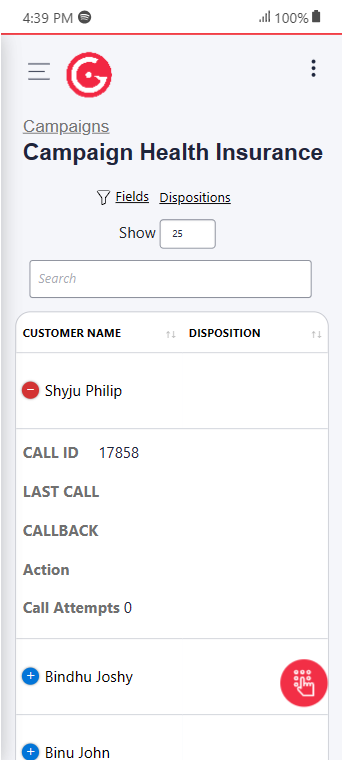 4:39 PM 100%
Campaigns
Campaign Health Insurance
Fields Dispositions
Show 25
Search
CUSTOMER NAME DISPOSITION
Shyju Philip
CALL ID 17858
LAST CALL
CALLBACK
Action
Call Attempts 0
Bindhu Joshy
Binu John